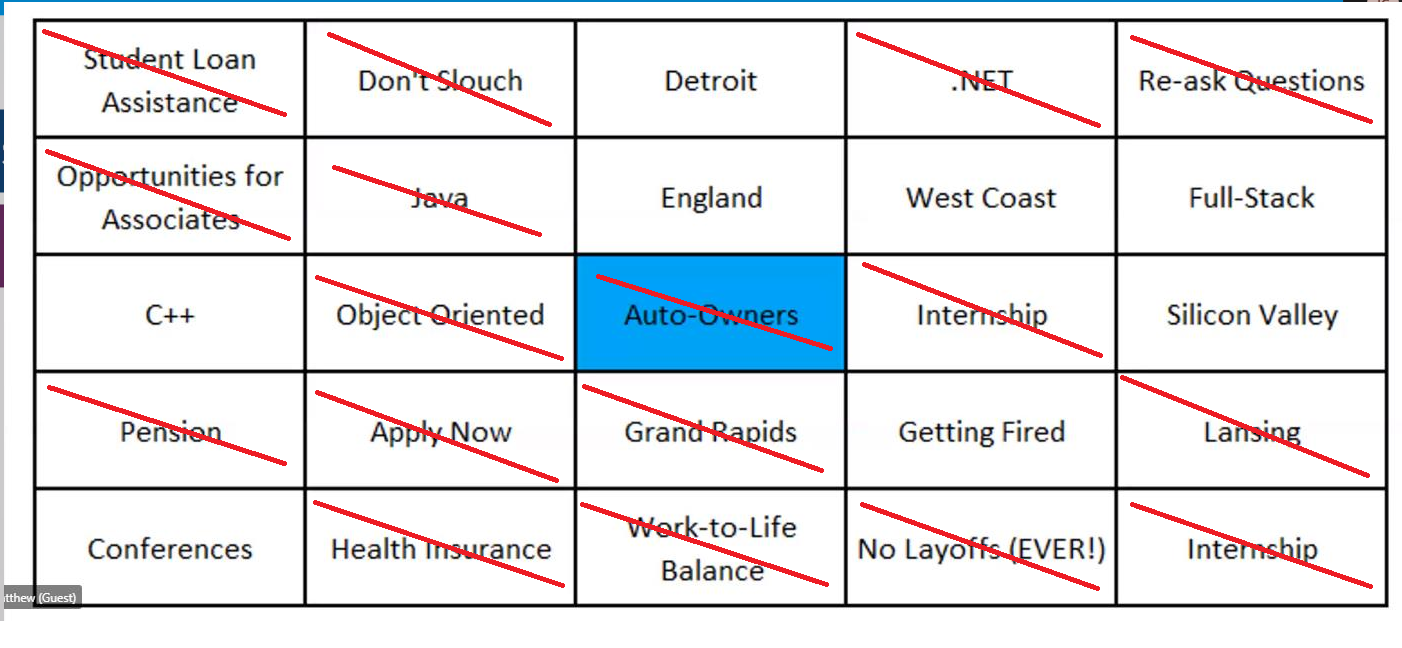 Student Loan
Assistance
Don't Slouch
Detroit
.NET
Re-ask Questions
Opportunities for
Associates
Java
England
West Coast
Full-Stack
C++
Object Oriented
Auto-Owners
Internship
Silicon Valley
Pension
Apply Now
Grand Rapids
Getting Fired
Lansing
Conferences
Health Insurance
Work-to-Life
Balance
No Layoffs (EVER!)
Internship
tthew (Guest)